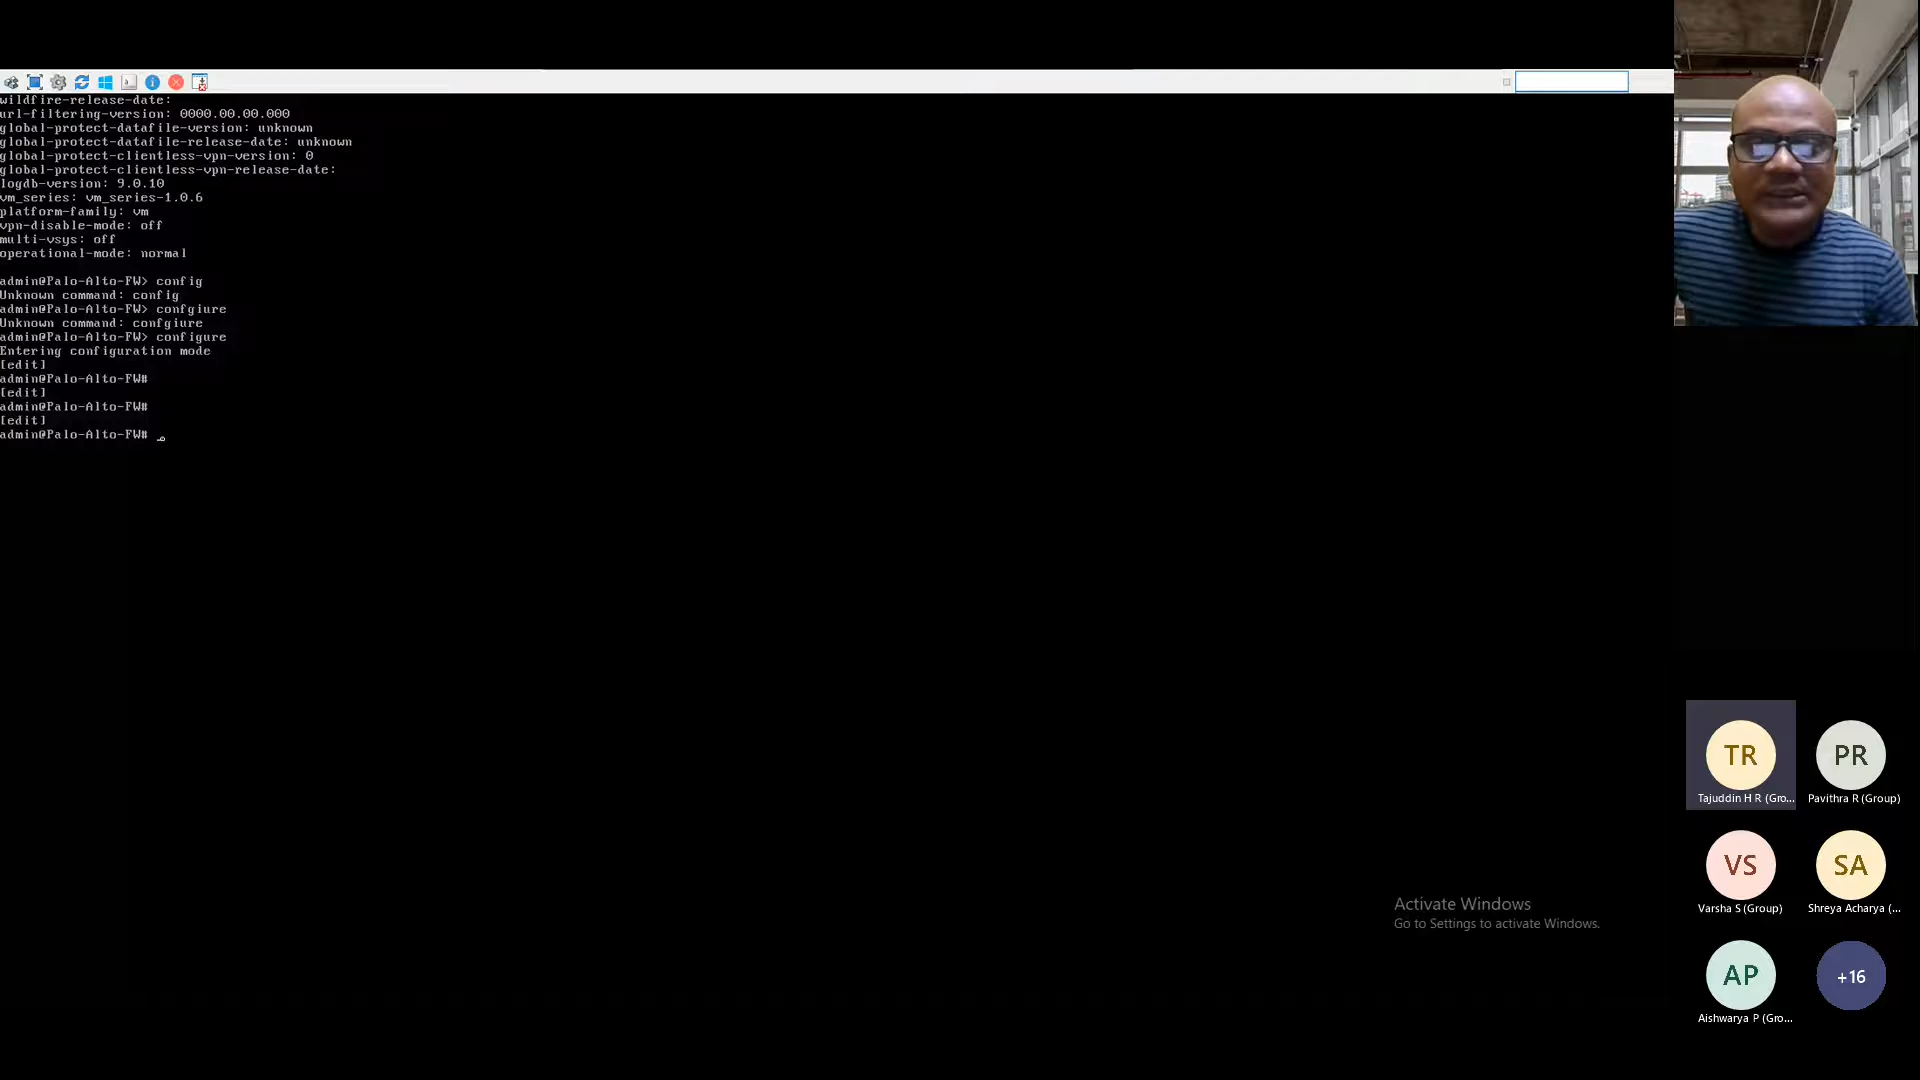 wildfire-release-date:
url-filtering-version: 0000.00.00.000
global-protect-datafile-version: unknown
global-protect-datafile-release-date: unknown
global-protect-clientless-vpn-version: 0
global-protect-clientless-vpn-release-date:
logdb-version: 9.0.10
vm_series: vm_series-1.0.6
platform-family: vm
vpn-disable-mode: off
multi-vsys: off
operational-mode: normal
admin@Palo-Alto-FW> config
Unknown command: config
admin@Palo-Alto-FW> confgiure
Unknown command: confgiure
admin@Palo-Alto-FW> configure
Entering configuration mode
[edit]
admin@Palo-Alto-FW#
[edit]
admin@Palo-Alto-FW#
[edit]
admin@Palo-Alto-FW#
Activate Windows
Go to Settings to activate Windows.
TR
Tajuddin H R (Gro...
PR
Pavithra R (Group)
VS
Varsha S (Group)
SA
Shreya Acharya (...
AP
Aishwarya P (Gro...
+16